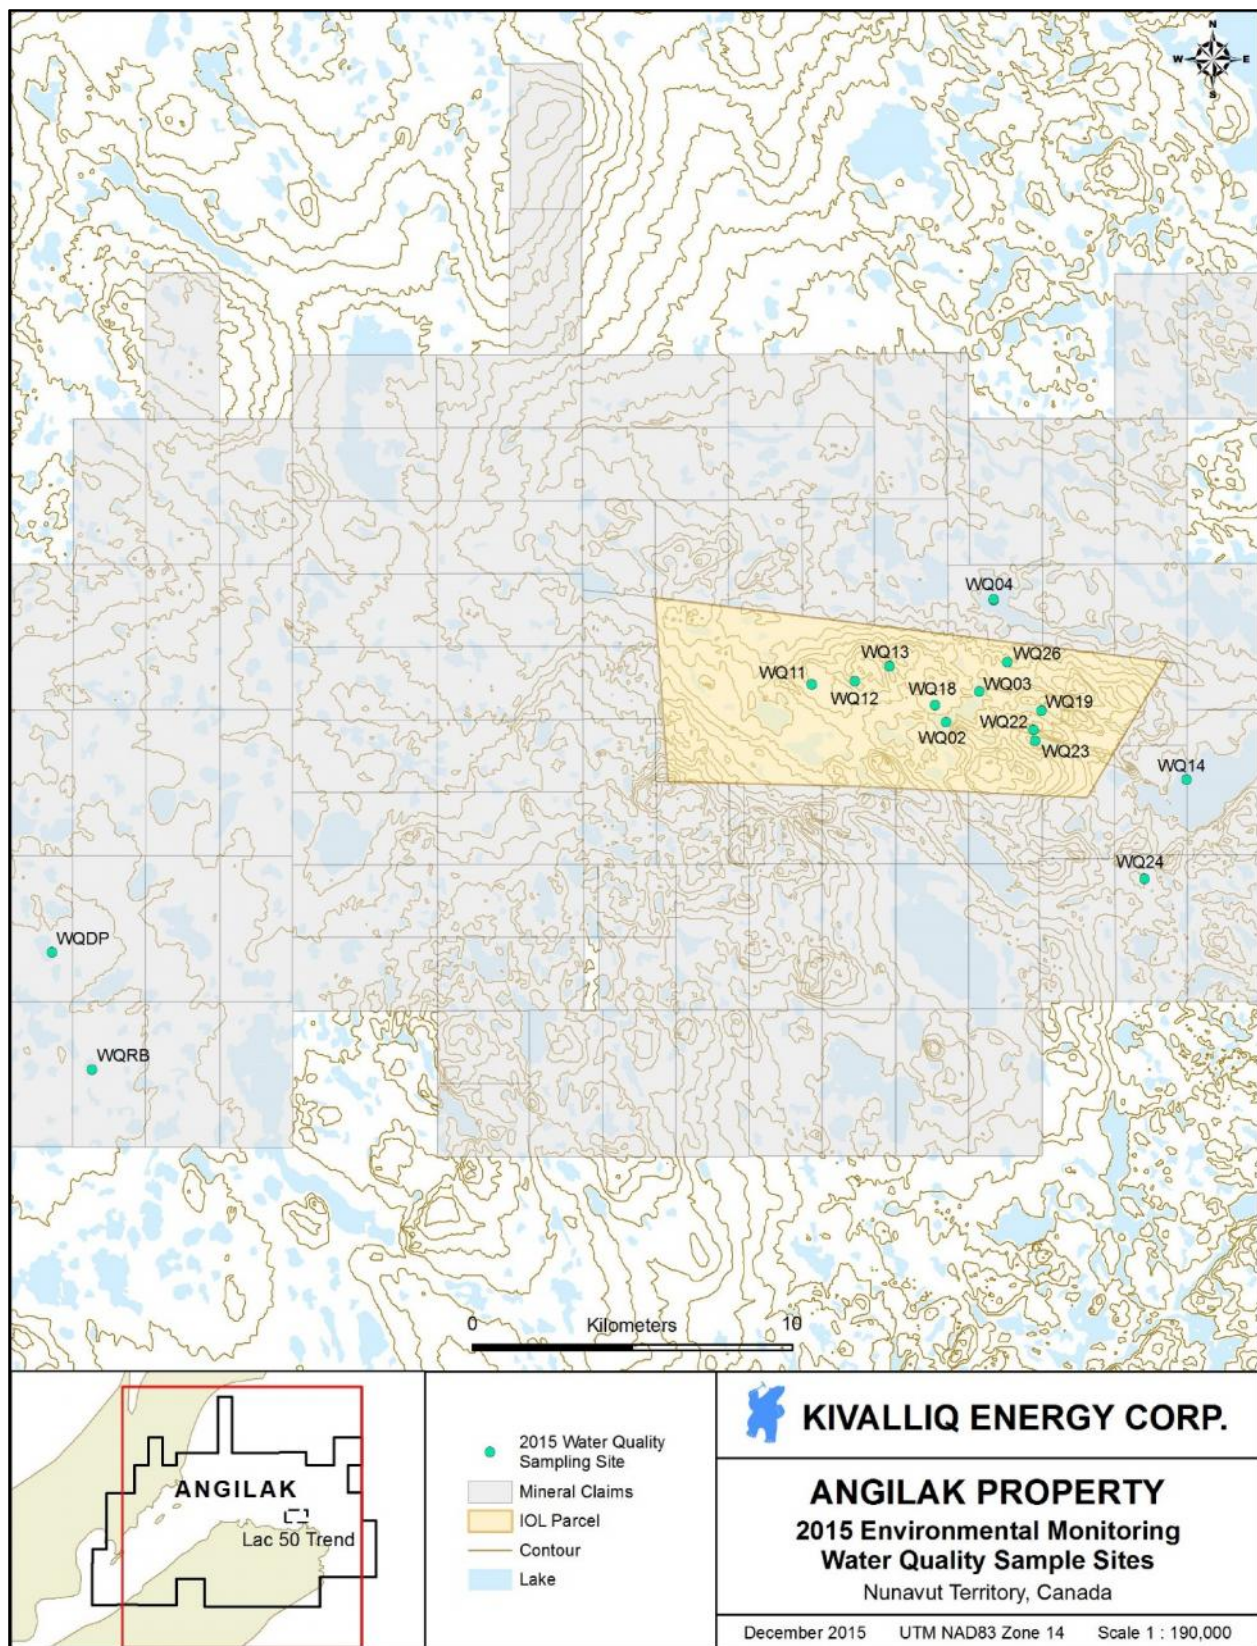 N
W E
S
WQ04
WQ13
WQ26
WQ11
WQ12
WQ18
WQ03
WQ19
WQ02
WQ22
WQ23
WQ14
WQ24
WQDP
WQRB
0 Kilometers 10
ANGILAK
Lac 50 Trend
2015 Water Quality
Sampling Site
Mineral Claims
IOL Parcel
Contour
Lake
KIVALLIQ ENERGY CORP.
ANGILAK PROPERTY
2015 Environmental Monitoring
Water Quality Sample Sites
Nunavut Territory, Canada
December 2015 UTM NAD83 Zone 14 Scale 1 : 190,000